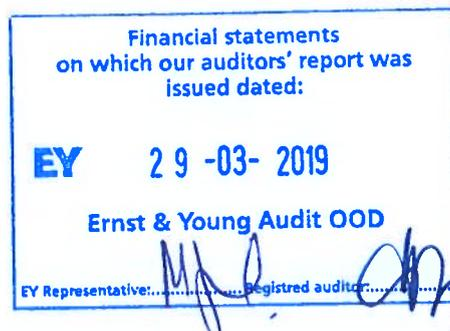 Financial statements
on which our auditors' report was
issued dated:
EY 29 -03- 2019
Ernst & Young Audit OOD
EY Representative:.................... Registred auditor:..............